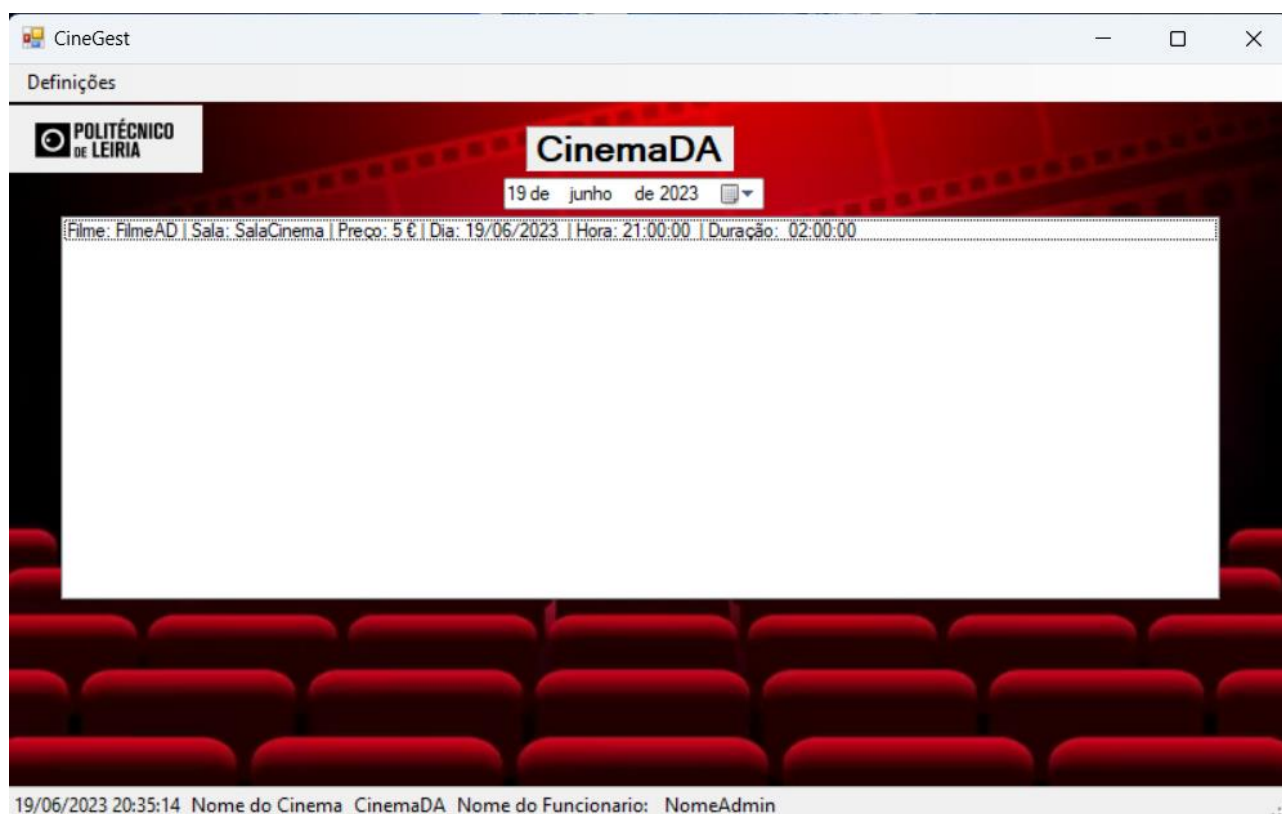 CineGest
Definições
POLITÉCNICO
DE LEIRIA
CinemaDA
19 de junho de 2023
Filme: FilmeAD | Sala: SalaCinema | Preço: 5 € | Dia: 19/06/2023 | Hora: 21:00:00 | Duração: 02:00:00
19/06/2023 20:35:14 Nome do Cinema CinemaDA Nome do Funcionario: NomeAdmin